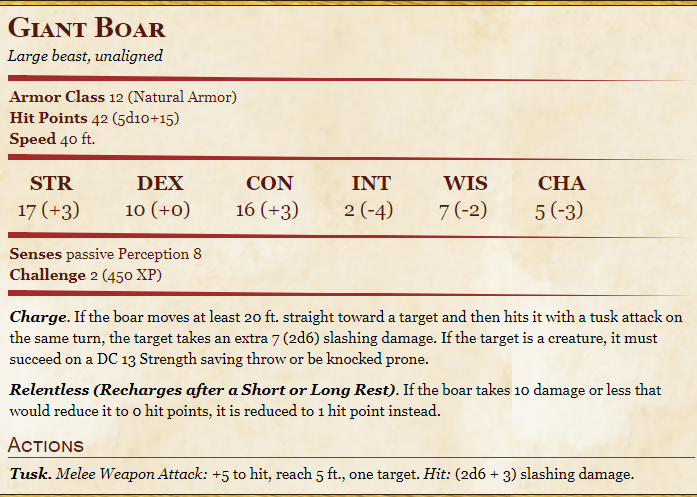 Giant Boar
Large beast, unaligned
Armor Class 12 (Natural Armor)
Hit Points 42 (5d10+15)
Speed 40 ft.
STR DEX CON INT WIS CHA
17 (+3) 10 (+0) 16 (+3) 2 (-4) 7 (-2) 5 (-3)
Senses passive Perception 8
Challenge 2 (450 XP)
Charge. If the boar moves at least 20 ft. straight toward a target and then hits it with a tusk attack on
the same turn, the target takes an extra 7 (2d6) slashing damage. If the target is a creature, it must
succeed on a DC 13 Strength saving throw or be knocked prone.
Relentless (Recharges after a Short or Long Rest). If the boar takes 10 damage or less that
would reduce it to 0 hit points, it is reduced to 1 hit point instead.
Actions
Tusk. Melee Weapon Attack: +5 to hit, reach 5 ft., one target. Hit: (2d6 + 3) slashing damage.